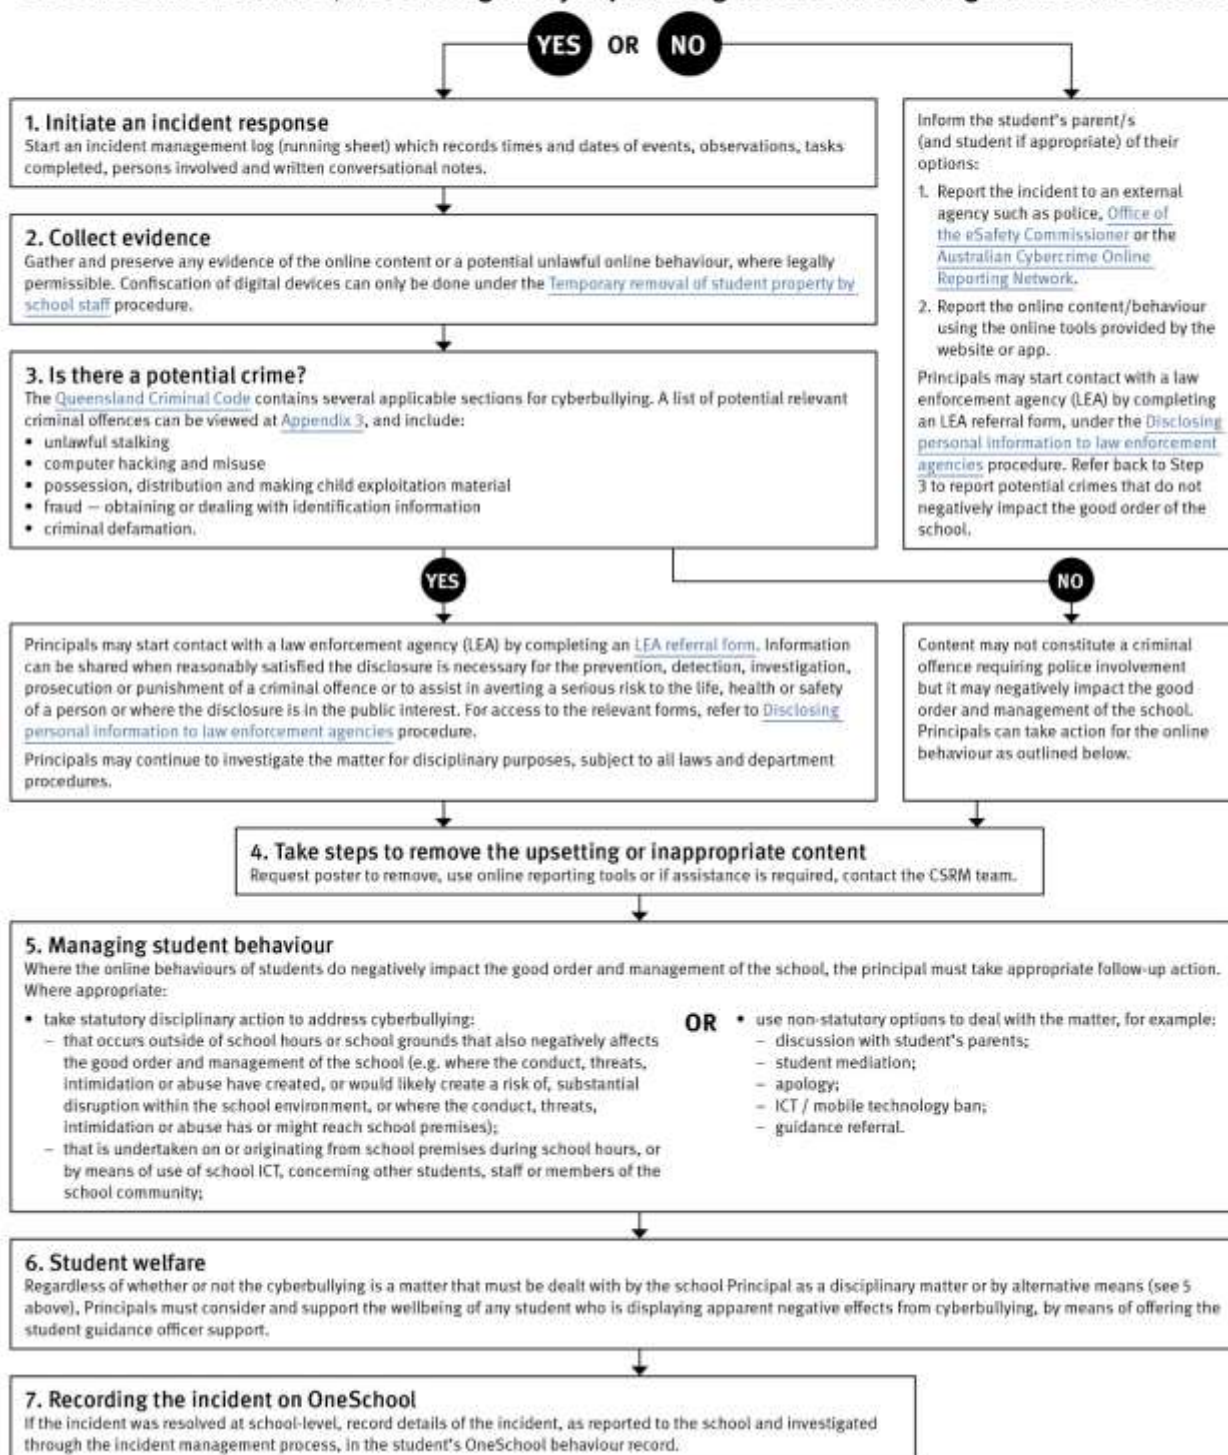 YES OR NO
1. Initiate an incident response
Start an incident management log (running sheet) which records times and dates of events, observations, tasks
completed, persons involved and written conversational notes.
2. Collect evidence
Gather and preserve any evidence of the online content or a potential unlawful online behaviour, where legally
permissible. Confiscation of digital devices can only be done under the Temporary removal of student property by
school staff procedure.
3. Is there a potential crime?
The Queensland Criminal Code contains several applicable sections for cyberbullying. A list of potential relevant
criminal offences can be viewed at Appendix 3, and include:
• unlawful stalking
• computer hacking and misuse
• possession, distribution and making child exploitation material
• fraud — obtaining or dealing with identification information
• criminal defamation.
Inform the student's parent/s
(and student if appropriate) of their
options:
1. Report the incident to an external
agency such as police, Office of
the eSafety Commissioner or the
Australian Cybercrime Online
Reporting Network.
2. Report the online content/behaviour
using the online tools provided by the
website or app.
Principals may start contact with a law
enforcement agency (LEA) by completing
an LEA referral form, under the Disclosing
personal information to law enforcement
agencies procedure. Refer back to Step
3 to report potential crimes that do not
negatively impact the good order of the
school.
YES
NO
Principals may start contact with a law enforcement agency (LEA) by completing an LEA referral form. Information
can be shared when reasonably satisfied the disclosure is necessary for the prevention, detection, investigation,
prosecution or punishment of a criminal offence or to assist in averting a serious risk to the life, health or safety
of a person or where the disclosure is in the public interest. For access to the relevant forms, refer to Disclosing
personal information to law enforcement agencies procedure.
Principals may continue to investigate the matter for disciplinary purposes, subject to all laws and department
procedures.
Content may not constitute a criminal
offence requiring police involvement
but it may negatively impact the good
order and management of the school.
Principals can take action for the online
behaviour as outlined below.
4. Take steps to remove the upsetting or inappropriate content
Request poster to remove, use online reporting tools or if assistance is required, contact the CSRM team.
5. Managing student behaviour
Where the online behaviours of students do negatively impact the good order and management of the school, the principal must take appropriate follow-up action.
Where appropriate:
• take statutory disciplinary action to address cyberbullying:
– that occurs outside of school hours or school grounds that also negatively affects
the good order and management of the school (e.g. where the conduct, threats,
intimidation or abuse have created, or would likely create a risk of, substantial
disruption within the school environment, or where the conduct, threats,
intimidation or abuse has or might reach school premises);
– that is undertaken on or originating from school premises during school hours, or
by means of use of school ICT, concerning other students, staff or members of the
school community;
OR
• use non-statutory options to deal with the matter, for example:
– discussion with student's parents;
– student mediation;
– apology;
– ICT / mobile technology ban;
– guidance referral.
6. Student welfare
Regardless of whether or not the cyberbullying is a matter that must be dealt with by the school Principal as a disciplinary matter or by alternative means (see 5
above), Principals must consider and support the wellbeing of any student who is displaying apparent negative effects from cyberbullying, by means of offering the
student guidance officer support.
7. Recording the incident on OneSchool
If the incident was resolved at school-level, record details of the incident, as reported to the school and investigated
through the incident management process, in the student's OneSchool behaviour record.